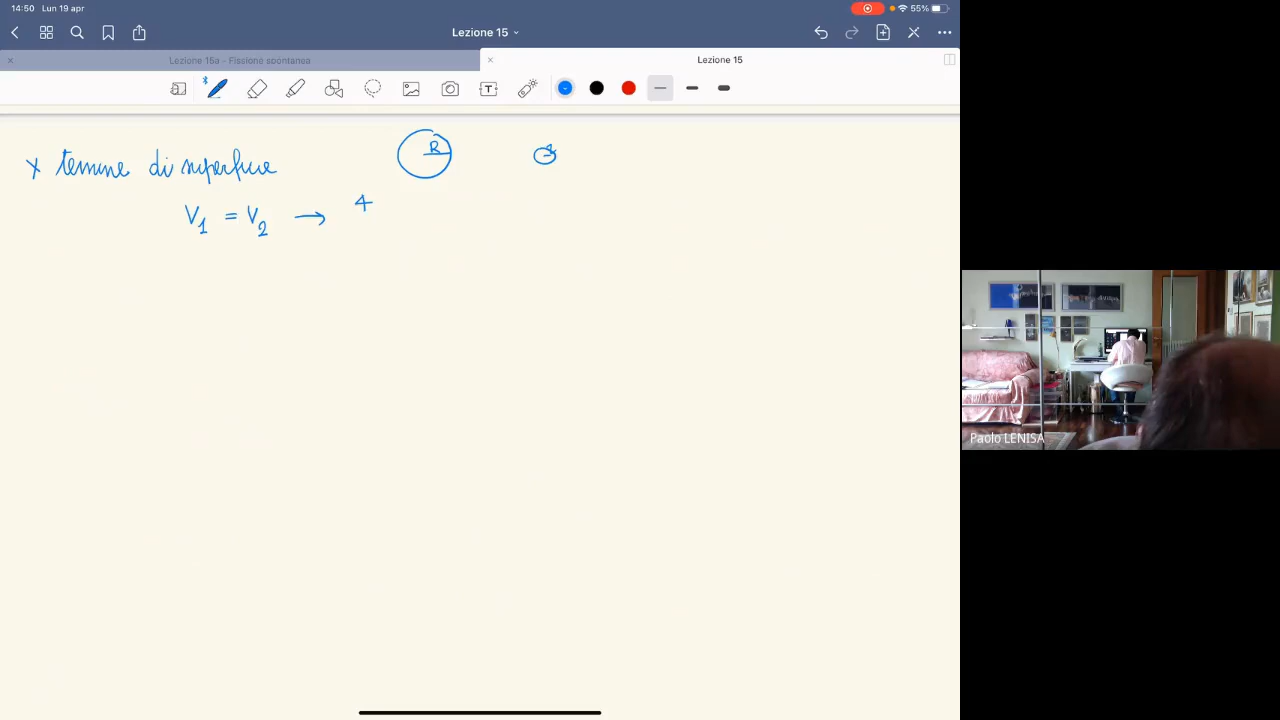 14:50 Lun 19 apr
55%
Lezione 15
Lezione 15a - Fissione spontanea
Lezione 15
T
x termine di superficie
R
V1 = V2 → 4
Paolo LENISA